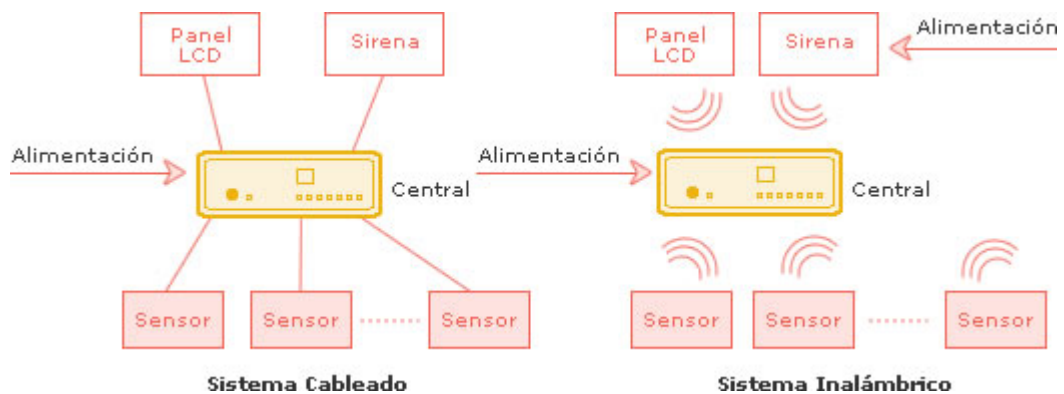 Panel
LCD
Sirena
Alimentación
Central
Sensor
Sensor
Sensor
Sistema Cableado
Panel
LCD
Sirena
Alimentación
Alimentación
Central
Sensor
Sensor
Sensor
Sistema Inalámbrico